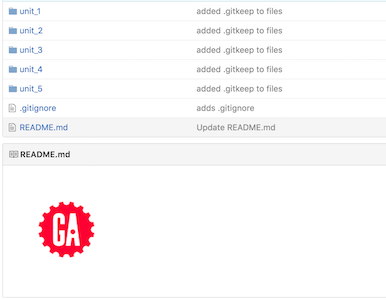 unit_1 added .gitkeep to files
unit_2 added .gitkeep to files
unit_3 added .gitkeep to files
unit_4 added .gitkeep to files
unit_5 added .gitkeep to files
.gitignore adds .gitignore
README.md Update README.md
README.md
GA